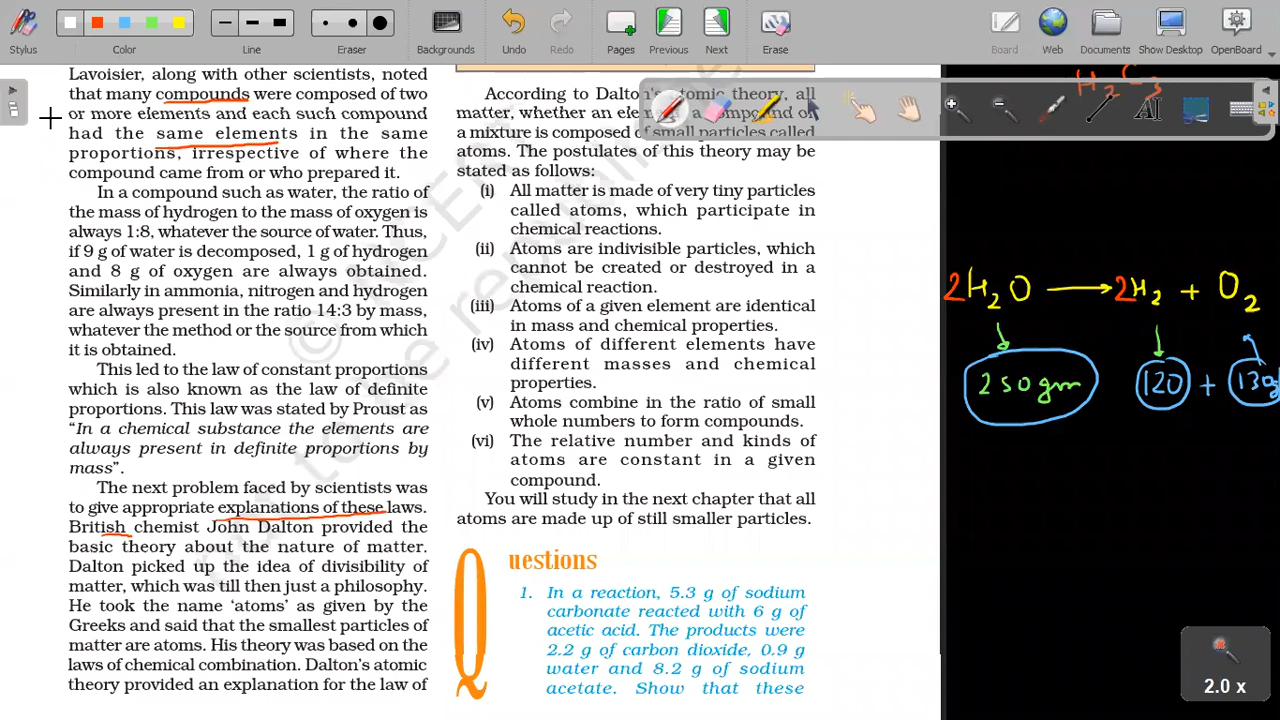 Stylus
Color
Line
Eraser
Backgrounds
Undo
Redo
Pages
Previous
Next
Erase
Board
Web
Documents
Show Desktop
OpenBoard
Lavoisier, along with other scientists, noted
that many compounds were composed of two
or more elements and each such compound
had the same elements in the same
proportions, irrespective of where the
compound came from or who prepared it.
In a compound such as water, the ratio of
the mass of hydrogen to the mass of oxygen is
always 1:8, whatever the source of water. Thus,
if 9 g of water is decomposed, 1 g of hydrogen
and 8 g of oxygen are always obtained.
Similarly in ammonia, nitrogen and hydrogen
are always present in the ratio 14:3 by mass,
whatever the method or the source from which
it is obtained.
This led to the law of constant proportions
which is also known as the law of definite
proportions. This law was stated by Proust as
“In a chemical substance the elements are
always present in definite proportions by
mass”.
The next problem faced by scientists was
to give appropriate explanations of these laws.
British chemist John Dalton provided the
basic theory about the nature of matter.
Dalton picked up the idea of divisibility of
matter, which was till then just a philosophy.
He took the name ‘atoms’ as given by the
Greeks and said that the smallest particles of
matter are atoms. His theory was based on the
laws of chemical combination. Dalton’s atomic
theory provided an explanation for the law of
According to Dalton's atomic theory, all
matter, whether an a compound or
a mixture is composed of small particles called
atoms. The postulates of this theory may be
stated as follows:
(i) All matter is made of very tiny particles
called atoms, which participate in
chemical reactions.
(ii) Atoms are indivisible particles, which
cannot be created or destroyed in a
chemical reaction.
(iii) Atoms of a given element are identical
in mass and chemical properties.
(iv) Atoms of different elements have
different masses and chemical
properties.
(v) Atoms combine in the ratio of small
whole numbers to form compounds.
(vi) The relative number and kinds of
atoms are constant in a given
compound.
You will study in the next chapter that all
atoms are made up of still smaller particles.
Questions
1. In a reaction, 5.3 g of sodium
carbonate reacted with 6 g of
acetic acid. The products were
2.2 g of carbon dioxide, 0.9 g
water and 8.2 g of sodium
acetate. Show that these
© NCERT
be republished
2H₂O → 2H₂ + O₂
250gm 120 + 130g
AI
2.0 x